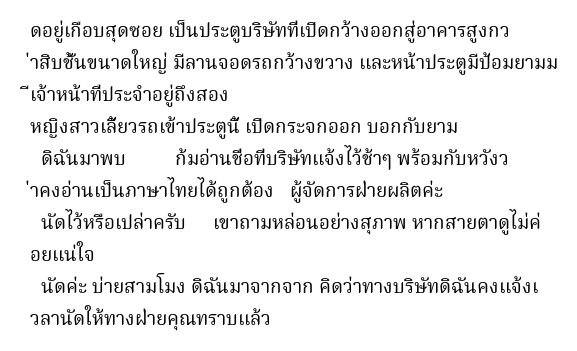 ดอยู่เกือบสุดซอย เป็นประตูบริษัทที่เปิดกว้างออกสู่อาคารสูงกว
่าสิบชั้นขนาดใหญ่ มีลานจอดรถกว้างขวาง และหน้าประตูมีป้อมยามม
ีเจ้าหน้าที่ประจำอยู่ถึงสอง
หญิงสาวเลี้ยวรถเข้าประตูนี้ เปิดกระจกออก บอกกับยาม
ดิฉันมาพบ ก้มอ่านชื่อที่บริษัทแจ้งไว้ช้าๆ พร้อมกับหวังว
่าคงอ่านเป็นภาษาไทยได้ถูกต้อง ผู้จัดการฝ่ายผลิตค่ะ
นัดไว้หรือเปล่าครับ เขาถามหล่อนอย่างสุภาพ หากสายตาดูไม่ค่
อยแน่ใจ
นัดค่ะ บ่ายสามโมง ดิฉันมาจากจาก คิดว่าทางบริษัทดิฉันคงแจ้งเ
วลานัดให้ทางฝ่ายคุณทราบแล้ว